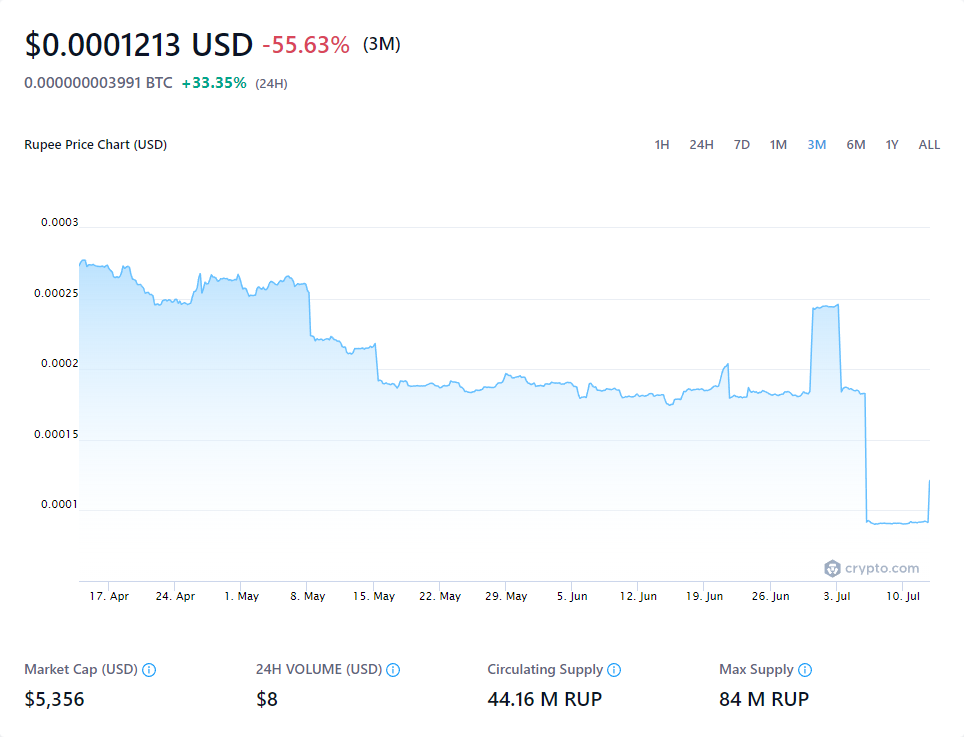 $0.0001213 USD -55.63% (3M)
0.000000003991 BTC +33.35% (24H)
Rupee Price Chart (USD) 1H 24H 7D 1M 3M 6M 1Y ALL
0.0003
0.00025
0.0002
0.00015
0.0001
crypto.com
17. Apr 24. Apr 1. May 8. May 15. May 22. May 29. May 5. Jun 12. Jun 19. Jun 26. Jun 3. Jul 10. Jul
Market Cap (USD) 24H VOLUME (USD) Circulating Supply Max Supply
$5,356 $8 44.16 M RUP 84 M RUP